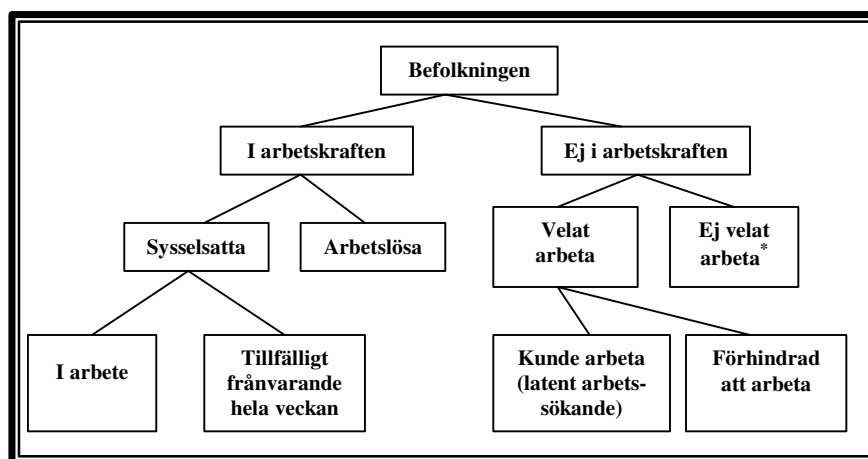 Befolkningen
I arbetskraften
Ej i arbetskraften
Sysselsatta
Arbetslösa
Velat
arbeta
Ej velat
arbeta*
I arbete
Tillfälligt
frånvarande
hela veckan
Kunde arbeta
(latent arbets-
sökande)
Förhindrad
att arbeta